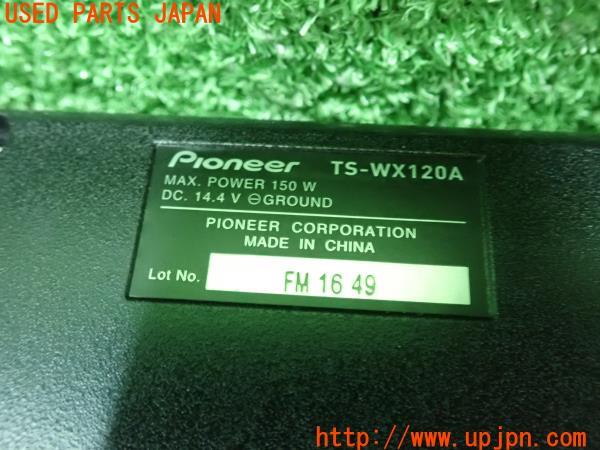 USED PARTS JAPAN
Pioneer TS-WX120A
MAX. POWER 150 W
DC. 14.4 V ⊖GROUND
PIONEER CORPORATION
MADE IN CHINA
Lot No. FM 16 49
UPJ www.upjpn.com